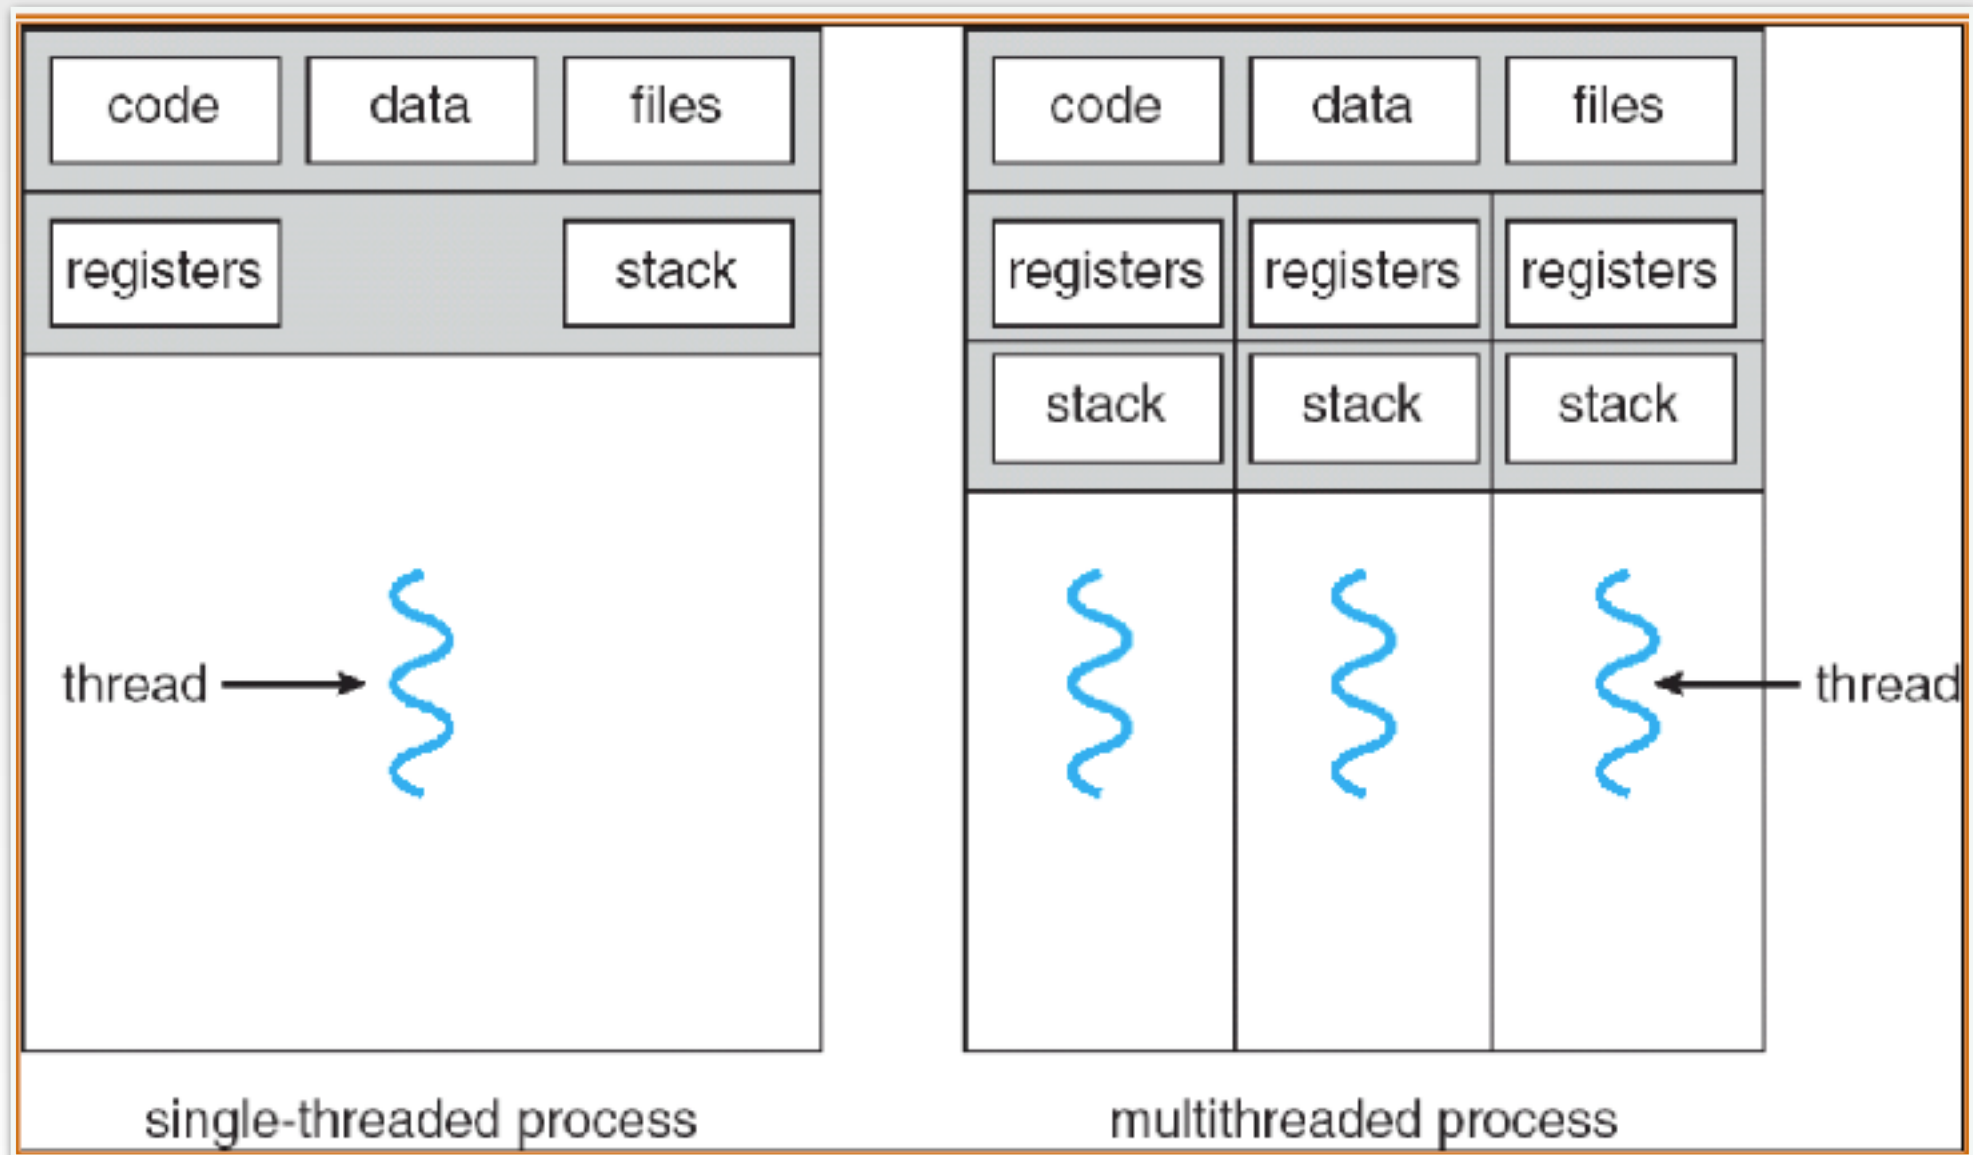 code data files
registers stack
thread
single-threaded process
code data files
registers registers registers
stack stack stack
thread
multithreaded process